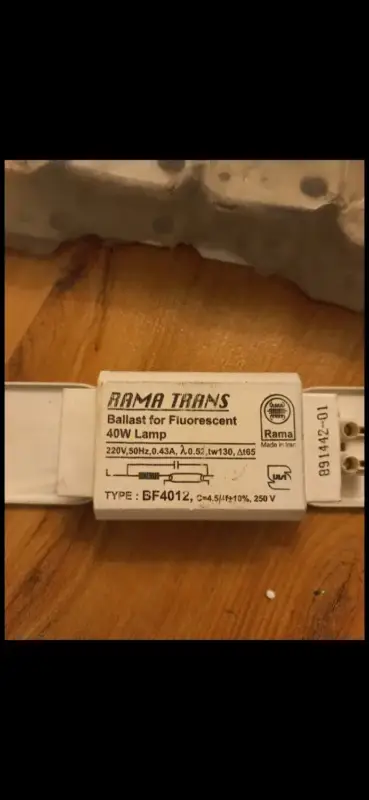 RAMA TRANS
Ballast for Fluorescent
40W Lamp
Rama
Made in Iran
220V,50Hz,0.43A, λ0.52,tw130, Δt65
L
TYPE : BF4012, C=4.5µf±10%, 250 V
891442-01